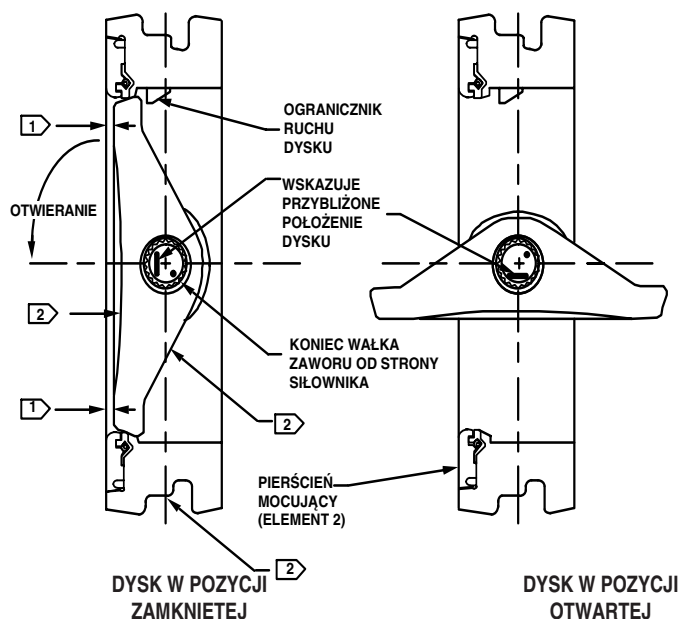 1
OGRANICZNIK
RUCHU
DYSKU
OTWIERANIE
WSKAZUJE
PRZYBLIŻONE
POŁOŻENIE
DYSKU
2
KONIEC WAŁKA
ZAWORU OD STRONY
SIŁOWNIKA
1
2
PIERŚCIEŃ
MOCUJĄCY
(ELEMENT 2)
2
DYSK W POZYCJI
ZAMKNIETEJ
DYSK W POZYCJI
OTWARTEJ